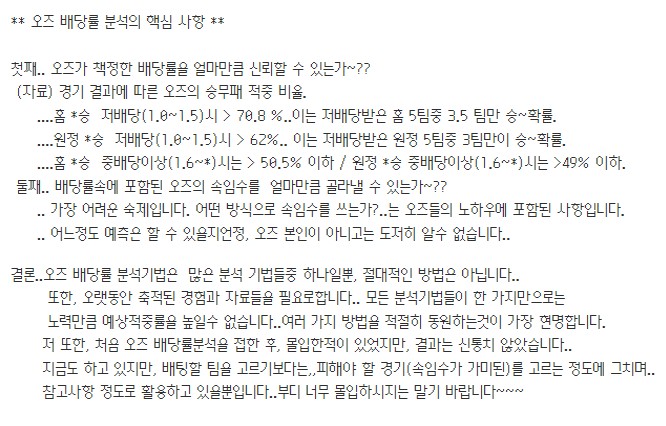 ** 오즈 배당률 분석의 핵심 사항 **
첫째.. 오즈가 책정한 배당률을 얼마만큼 신뢰할 수 있는가~??
(자료) 경기 결과에 따른 오즈의 승무패 적중 비율.
....홈 *승 저배당(1.0~1.5)시 > 70.8 %..이는 저배당받은 홈 5팀중 3.5 팀만 승~확률.
....원정 *승 저배당(1.0~1.5)시 > 62%.. 이는 저배당받은 원정 5팀중 3팀만이 승~확률.
....홈 *승 중배당이상(1.6~*)시는 > 50.5% 이하 / 원정 *승 중배당이상(1.6~*)시는 >49% 이하.
둘째.. 배당률속에 포함된 오즈의 속임수를 얼마만큼 골라낼 수 있는가~??
.. 가장 어려운 숙제입니다. 어떤 방식으로 속임수를 쓰는가?..는 오즈들의 노하우에 포함된 사항입니다.
.. 어느정도 예측은 할 수 있을지언정, 오즈 본인이 아니고는 도저히 알수 없습니다..
결론..오즈 배당률 분석기법은 많은 분석 기법들중 하나일뿐, 절대적인 방법은 아닙니다..
또한, 오랫동안 축적된 경험과 자료들을 필요로합니다.. 모든 분석기법들이 한 가지만으로는
노력만큼 예상적중률을 높일수 없습니다..여러 가지 방법을 적절히 동원하는것이 가장 현명합니다.
저 또한, 처음 오즈 배당률분석을 접한 후, 몰입한적이 있었지만, 결과는 신통치 않았습니다..
지금도 하고 있지만, 배팅할 팀을 고르기보다는,,피해야 할 경기(속임수가 가미된)를 고르는 정도에 그치며..
참고사항 정도로 활용하고 있을뿐입니다..부디 너무 몰입하시지는 말기 바랍니다~~~